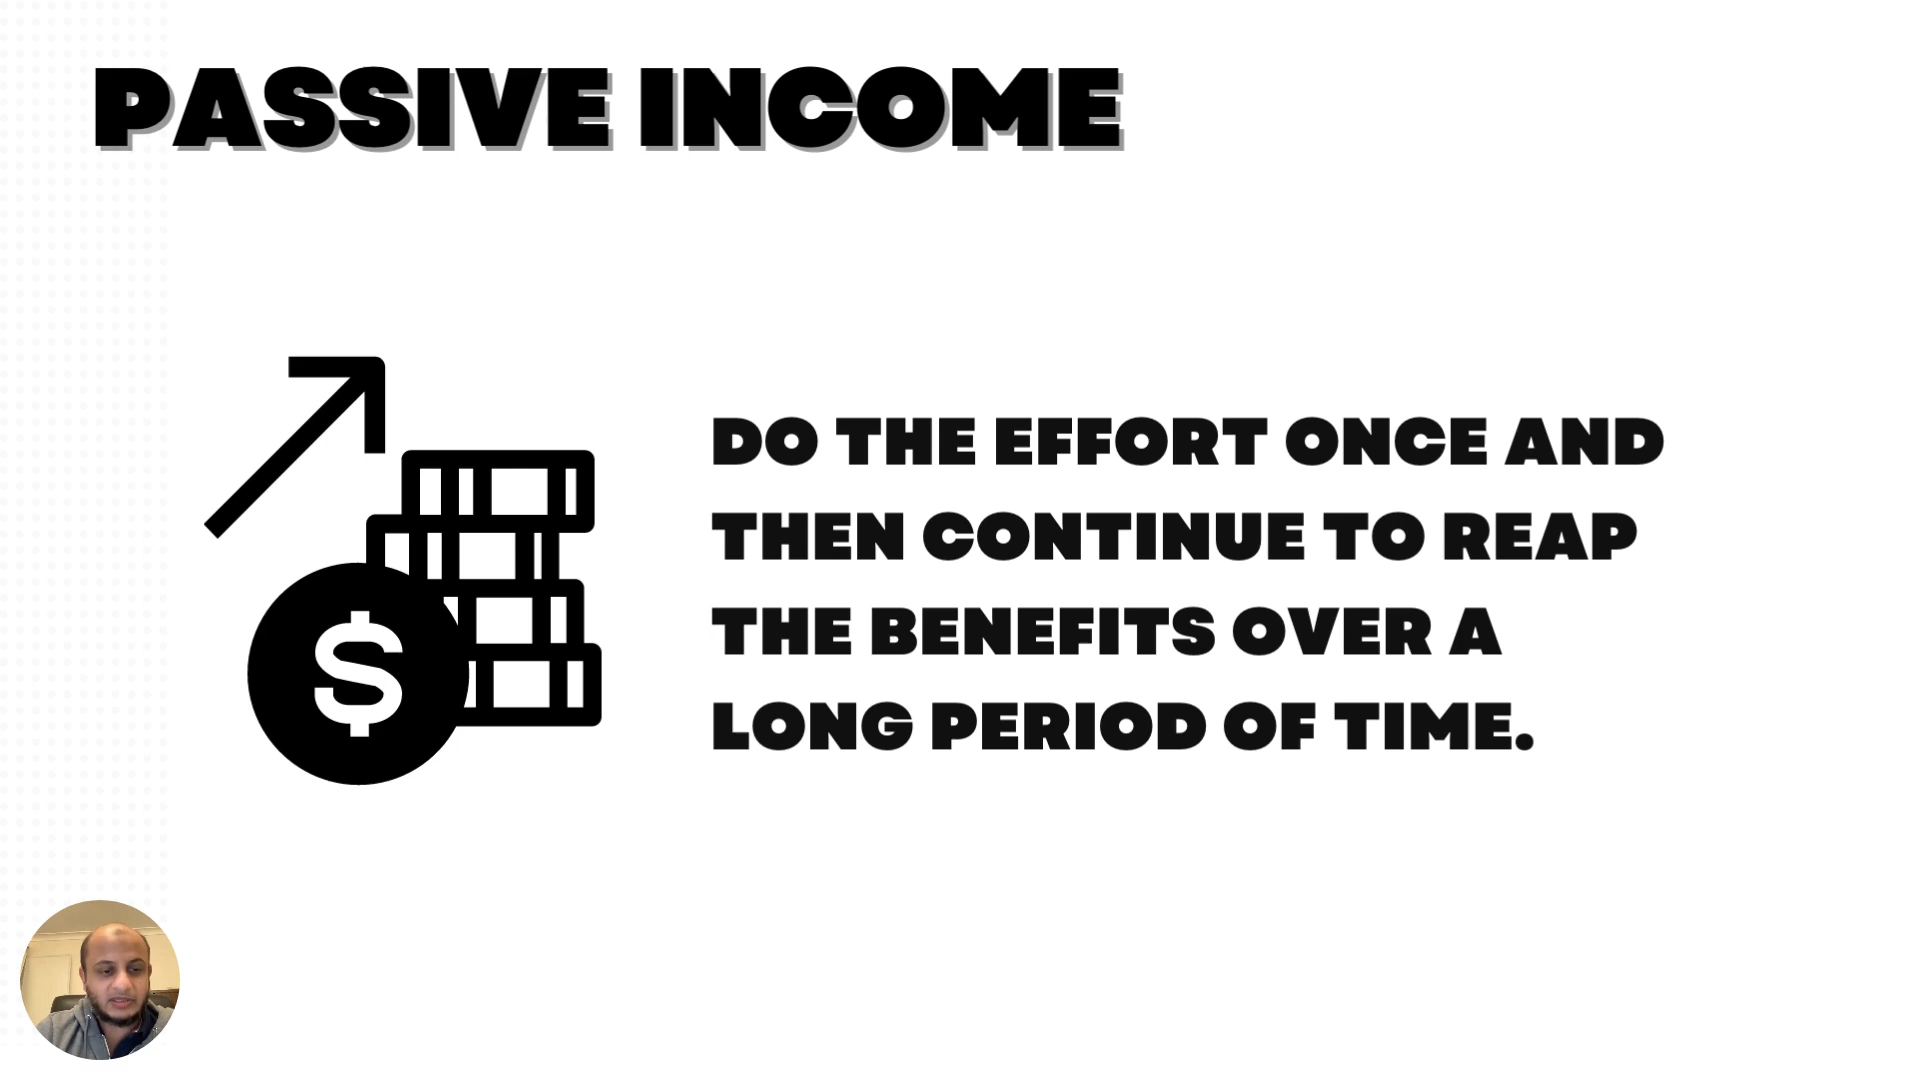 PASSIVE INCOME
$
DO THE EFFORT ONCE AND
THEN CONTINUE TO REAP
THE BENEFITS OVER A
LONG PERIOD OF TIME.